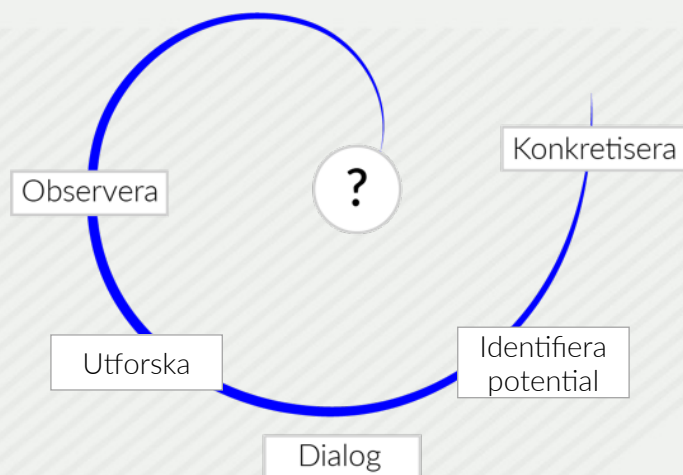 ?
Konkretisera
Observera
Utforska
Identifiera
potential
Dialog